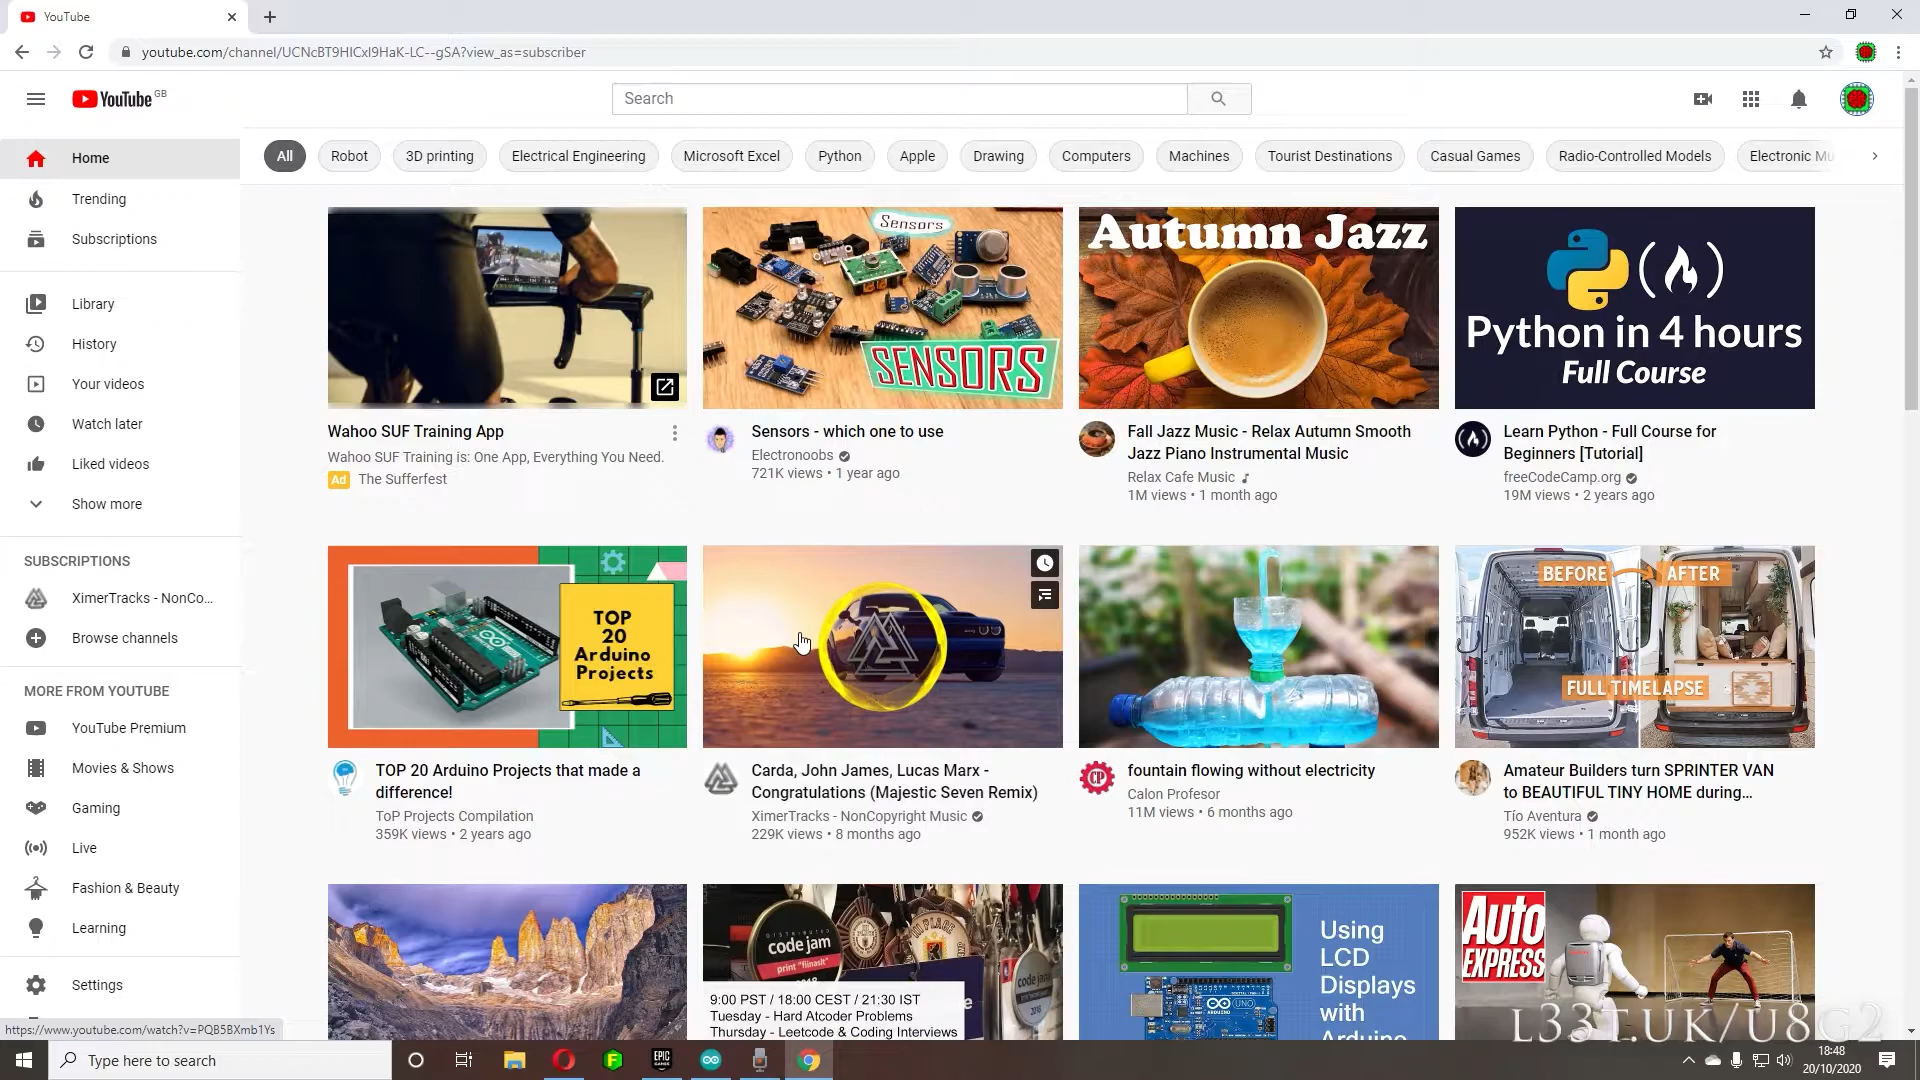 YouTube
youtube.com/channel/UCNcBT9HICxI9HaK-LC--gSA?view_as=subscriber
YouTube GB
Search
Home
Trending
Subscriptions
Library
History
Your videos
Watch later
Liked videos
Show more
SUBSCRIPTIONS
XimerTracks - NonCo...
Browse channels
MORE FROM YOUTUBE
YouTube Premium
Movies & Shows
Gaming
Live
Fashion & Beauty
Learning
Settings
All
Robot
3D printing
Electrical Engineering
Microsoft Excel
Python
Apple
Drawing
Computers
Machines
Tourist Destinations
Casual Games
Radio-Controlled Models
Electronic Mu
Wahoo SUF Training App
Wahoo SUF Training is: One App, Everything You Need.
Ad The Sufferfest
Sensors
SENSORS
Sensors - which one to use
Electronoobs
721K views • 1 year ago
Autumn Jazz
Fall Jazz Music - Relax Autumn Smooth
Jazz Piano Instrumental Music
Relax Cafe Music
1M views • 1 month ago
Python in 4 hours
Full Course
Learn Python - Full Course for
Beginners [Tutorial]
freeCodeCamp.org
19M views • 2 years ago
TOP
20
Arduino
Projects
TOP 20 Arduino Projects that made a
difference!
ToP Projects Compilation
359K views • 2 years ago
Carda, John James, Lucas Marx -
Congratulations (Majestic Seven Remix)
XimerTracks - NonCopyright Music
229K views • 8 months ago
fountain flowing without electricity
CP
Calon Profesor
11M views • 6 months ago
BEFORE
AFTER
FULL TIMELAPSE
Amateur Builders turn SPRINTER VAN
to BEAUTIFUL TINY HOME during...
Tío Aventura
952K views • 1 month ago
code jam
print "fiinasit"
9:00 PST / 18:00 CEST / 21:30 IST
Tuesday - Hard Atcoder Problems
Thursday - Leetcode & Coding Interviews
Using
LCD
Displays
with
Arduino
UNO
Auto
EXPRESS
https://www.youtube.com/watch?v=PQB5BXmb1Ys
L33T.UK/U8G2
Type here to search
EPIC
GAMES
18:48
20/10/2020